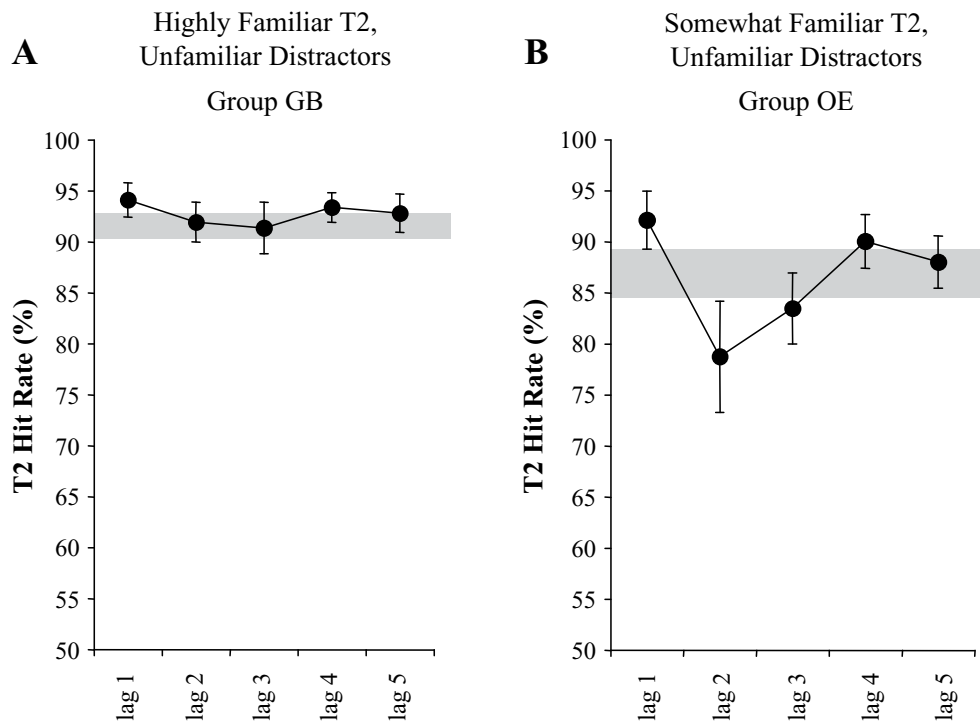 A
Highly Familiar T2,
Unfamiliar Distractors
Group GB
T2 Hit Rate (%)
100
95
90
85
80
75
70
65
60
55
50
lag 1
lag 2
lag 3
lag 4
lag 5
B
Somewhat Familiar T2,
Unfamiliar Distractors
Group OE
T2 Hit Rate (%)
100
95
90
85
80
75
70
65
60
55
50
lag 1
lag 2
lag 3
lag 4
lag 5